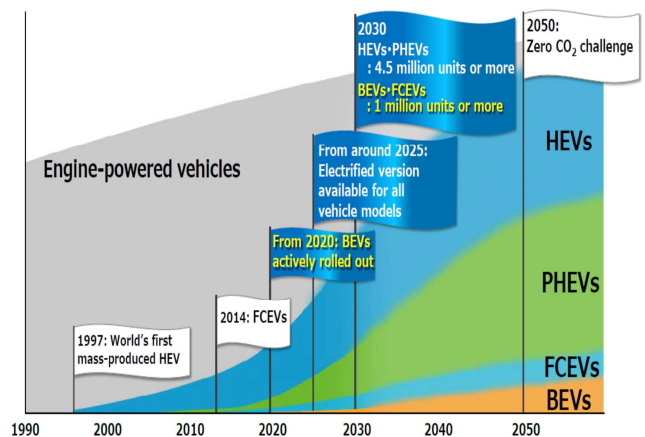 2030
HEVs•PHEVs
: 4.5 million units or more
BEVs•FCEVs
: 1 million units or more
2050:
Zero CO₂ challenge
HEVs
Engine-powered vehicles
From around 2025:
Electrified version
available for all
vehicle models
From 2020: BEVs
actively rolled out
PHEVs
2014: FCEVs
1997: World's first
mass-produced HEV
FCEVs
BEVs
1990 2000 2010 2020 2030 2040 2050